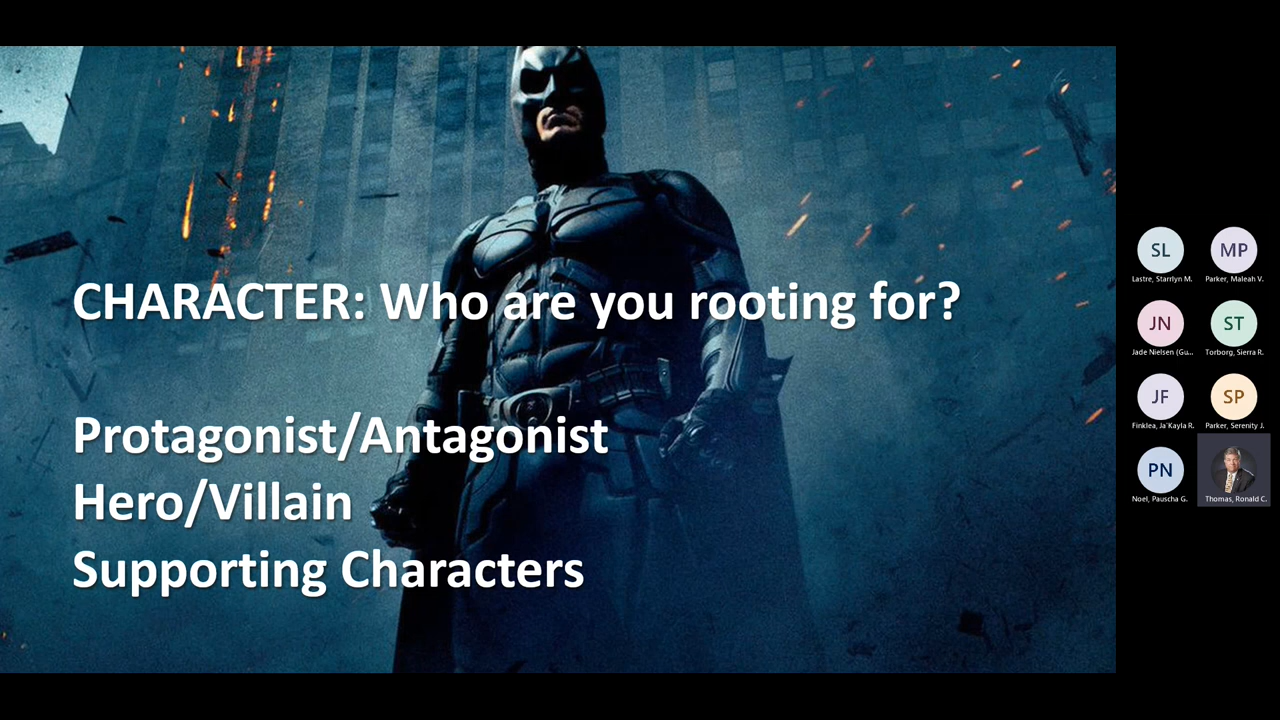 CHARACTER: Who are you rooting for?
Protagonist/Antagonist
Hero/Villain
Supporting Characters
SL
MP
Lastre, Starrlyn M.
Parker, Maleah V.
JN
ST
Jade Nielsen (Gu...
Torborg, Sierra R.
JF
SP
Finklea, Ja'Kayla R.
Parker, Serenity J.
PN
Noel, Pauscha G.
Thomas, Ronald C.